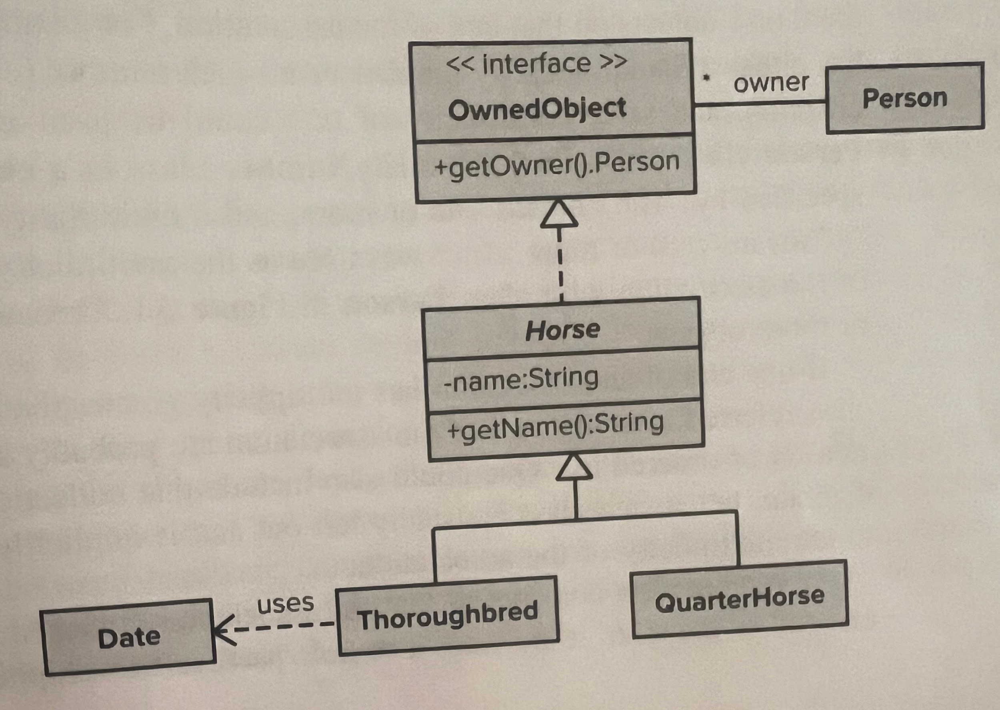 << interface >>
OwnedObject
+getOwner().Person
* owner
Person
Horse
-name:String
+getName():String
Date
uses
Thoroughbred
QuarterHorse